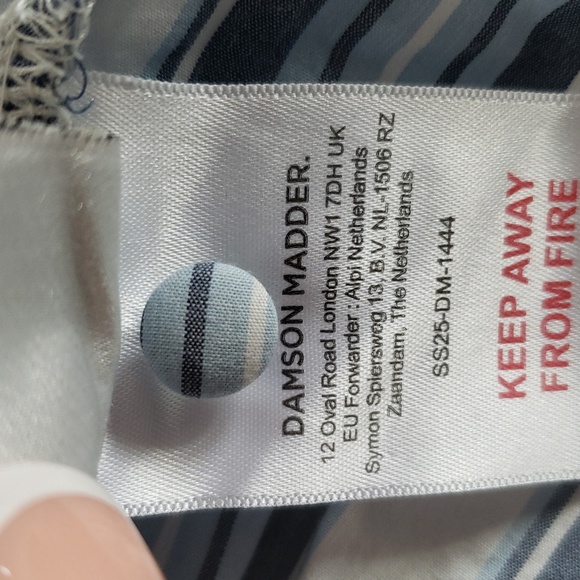 DAMSON MADDER.
12 Oval Road London NW1 7DH UK
EU Forwarder : Alpi Netherlands
Symon Spiersweg 13, B.V. NL-1506 RZ
Zaandam, The Netherlands
SS25-DM-1444
KEEP AWAY
FROM FIRE